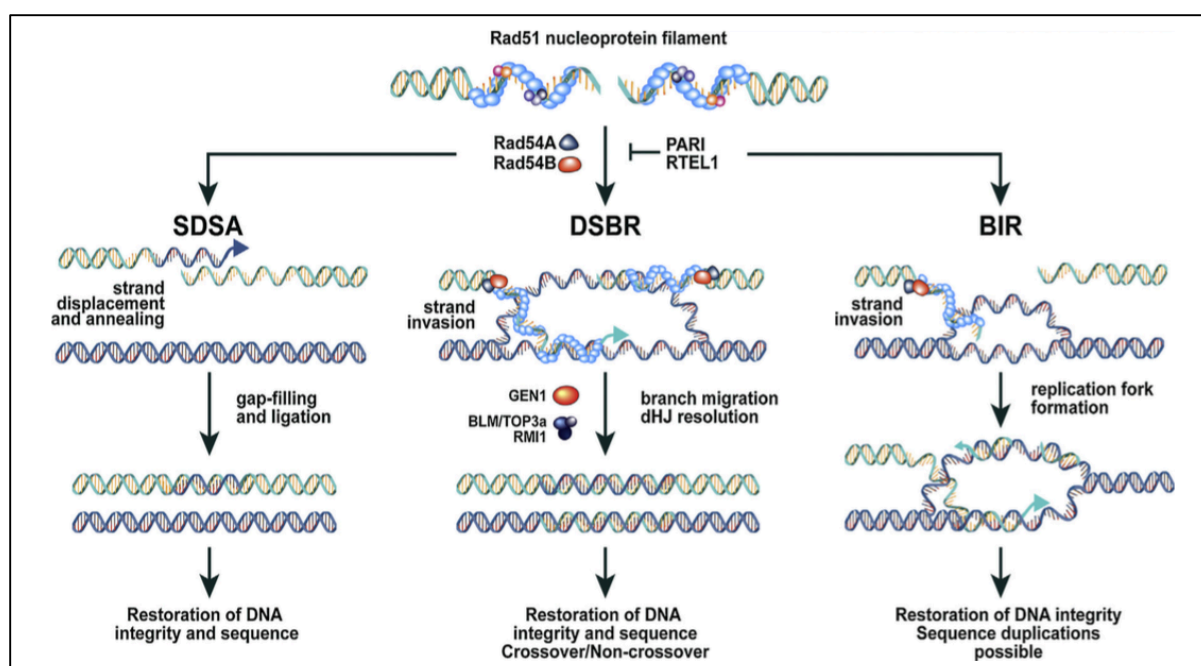 Rad51 nucleoprotein filament
Rad54A
Rad54B
PARI
RTEL1
SDSA
DSBR
BIR
strand
displacement
and annealing
strand
invasion
strand
invasion
gap-filling
and ligation
GEN1
BLM/TOP3a
RMI1
branch migration
dHJ resolution
replication fork
formation
Restoration of DNA
integrity and sequence
Restoration of DNA
integrity and sequence
Crossover/Non-crossover
Restoration of DNA integrity
Sequence duplications
possible